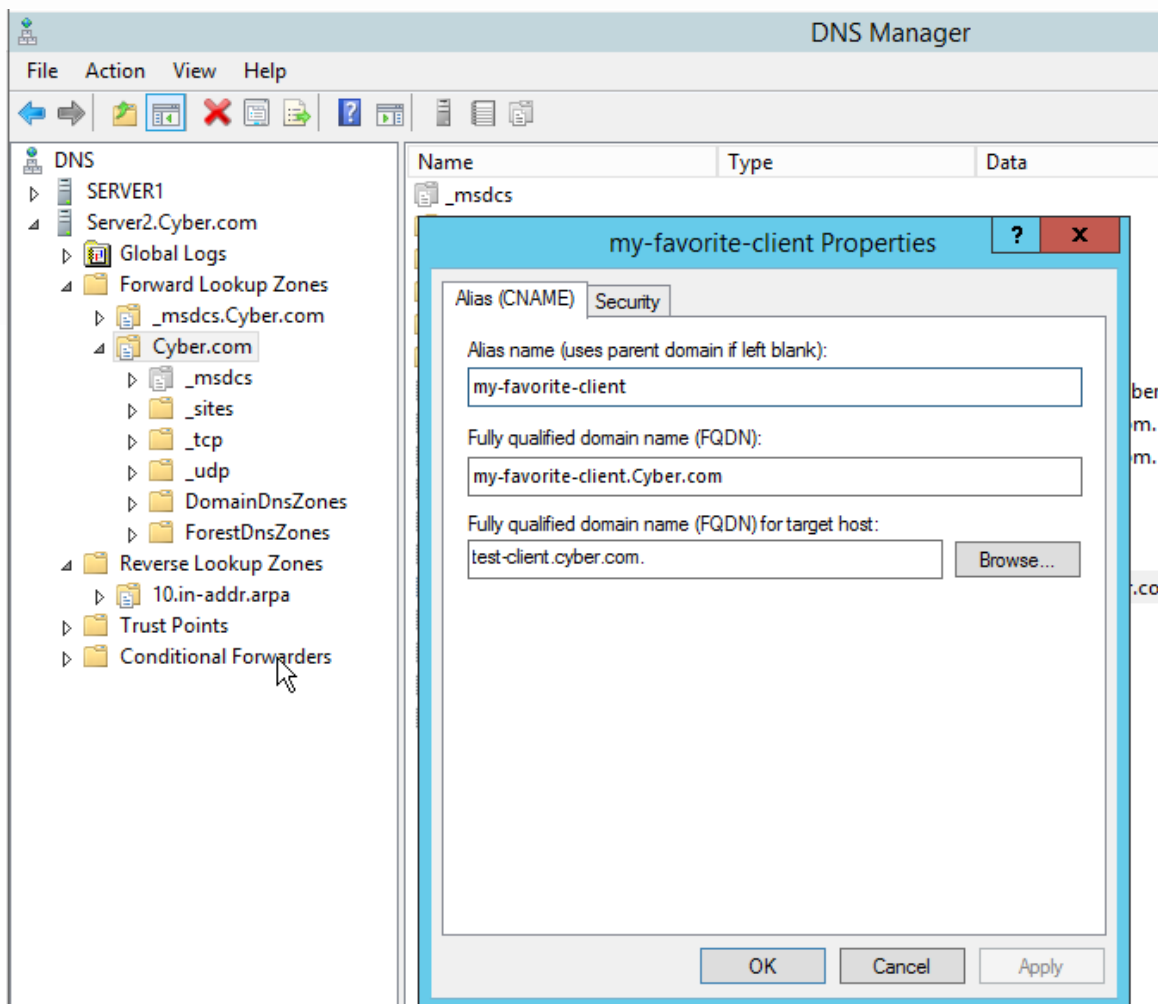 DNS Manager
File Action View Help
DNS
SERVER1
Server2.Cyber.com
Global Logs
Forward Lookup Zones
_msdcs.Cyber.com
Cyber.com
_msdcs
_sites
_tcp
_udp
DomainDnsZones
ForestDnsZones
Reverse Lookup Zones
10.in-addr.arpa
Trust Points
Conditional Forwarders
Name Type Data
_msdcs
my-favorite-client Properties ? x
Alias (CNAME) Security
Alias name (uses parent domain if left blank):
my-favorite-client
Fully qualified domain name (FQDN):
my-favorite-client.Cyber.com
Fully qualified domain name (FQDN) for target host:
test-client.cyber.com. Browse...
OK Cancel Apply